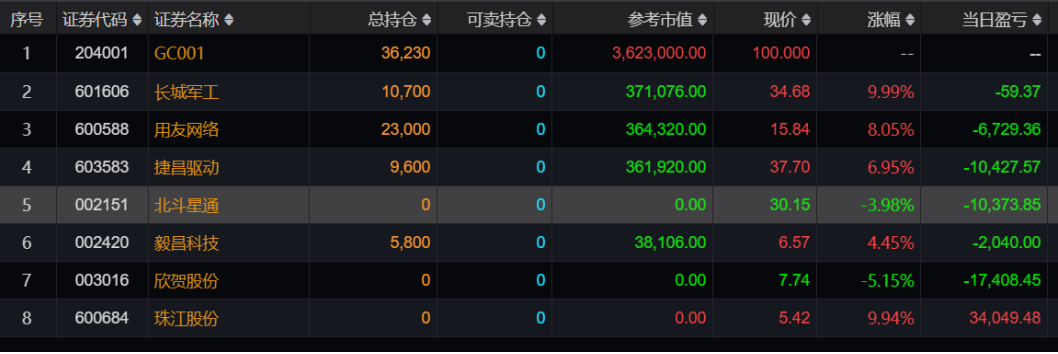 序号 证券代码 证券名称 总持仓 可卖持仓 参考市值 现价 涨幅 当日盈亏
1 204001 GC001 36,230 0 3,623,000.00 100.000 -- --
2 601606 长城军工 10,700 0 371,076.00 34.68 9.99% -59.37
3 600588 用友网络 23,000 0 364,320.00 15.84 8.05% -6,729.36
4 603583 捷昌驱动 9,600 0 361,920.00 37.70 6.95% -10,427.57
5 002151 北斗星通 0 0 0.00 30.15 -3.98% -10,373.85
6 002420 毅昌科技 5,800 0 38,106.00 6.57 4.45% -2,040.00
7 003016 欣贺股份 0 0 0.00 7.74 -5.15% -17,408.45
8 600684 珠江股份 0 0 0.00 5.42 9.94% 34,049.48